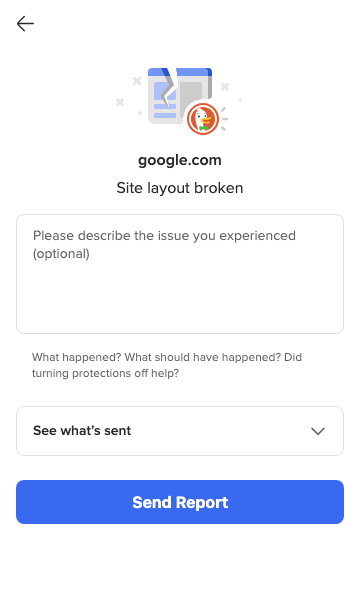 google.com
Site layout broken
Please describe the issue you experienced
(optional)
What happened? What should have happened? Did
turning protections off help?
See what’s sent
Send Report